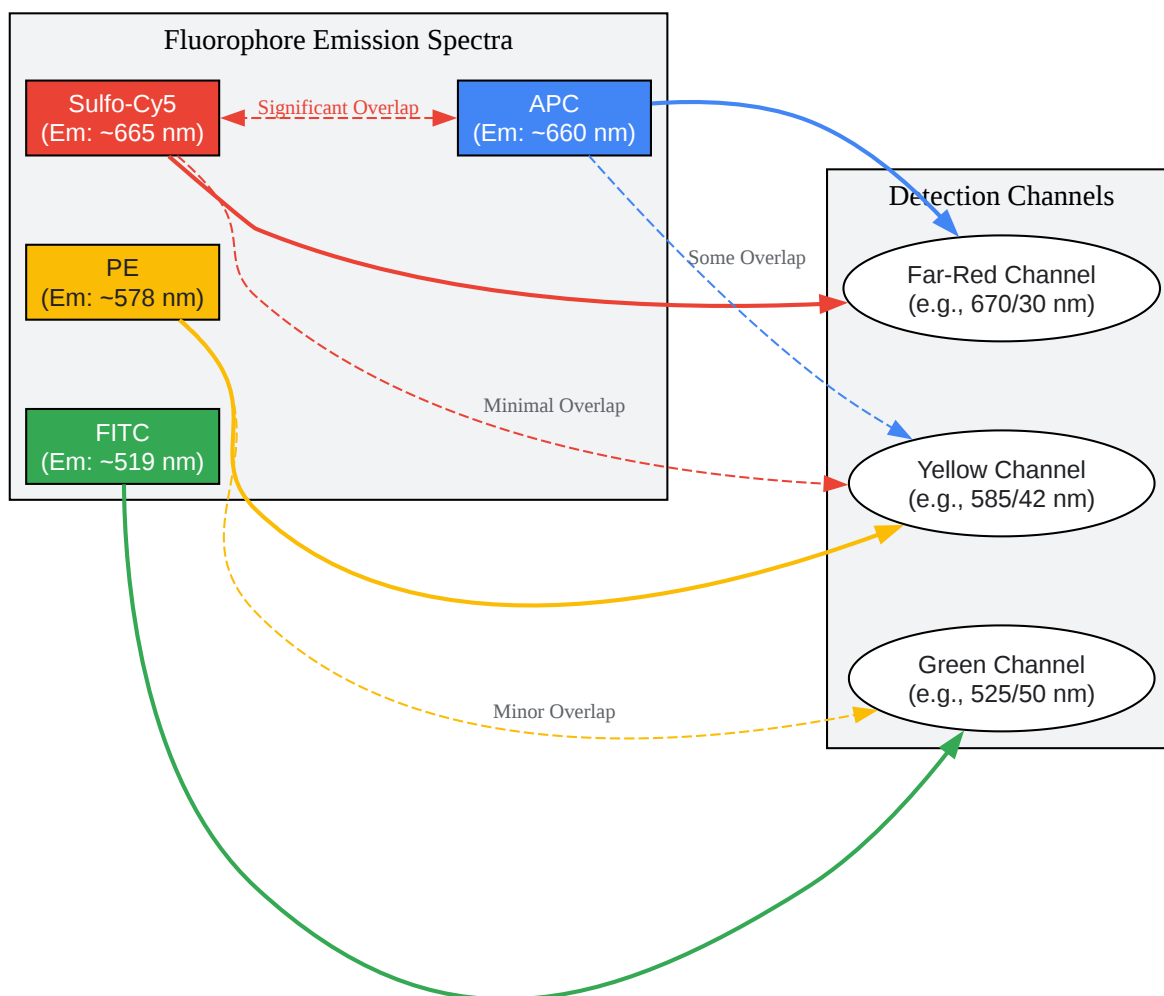 Fluorophore Emission Spectra
Sulfo-Cy5
(Em: ~665 nm)
Significant Overlap
APC
(Em: ~660 nm)
PE
(Em: ~578 nm)
FITC
(Em: ~519 nm)
Detection Channels
Some Overlap
Far-Red Channel
(e.g., 670/30 nm)
Minimal Overlap
Yellow Channel
(e.g., 585/42 nm)
Minor Overlap
Green Channel
(e.g., 525/50 nm)